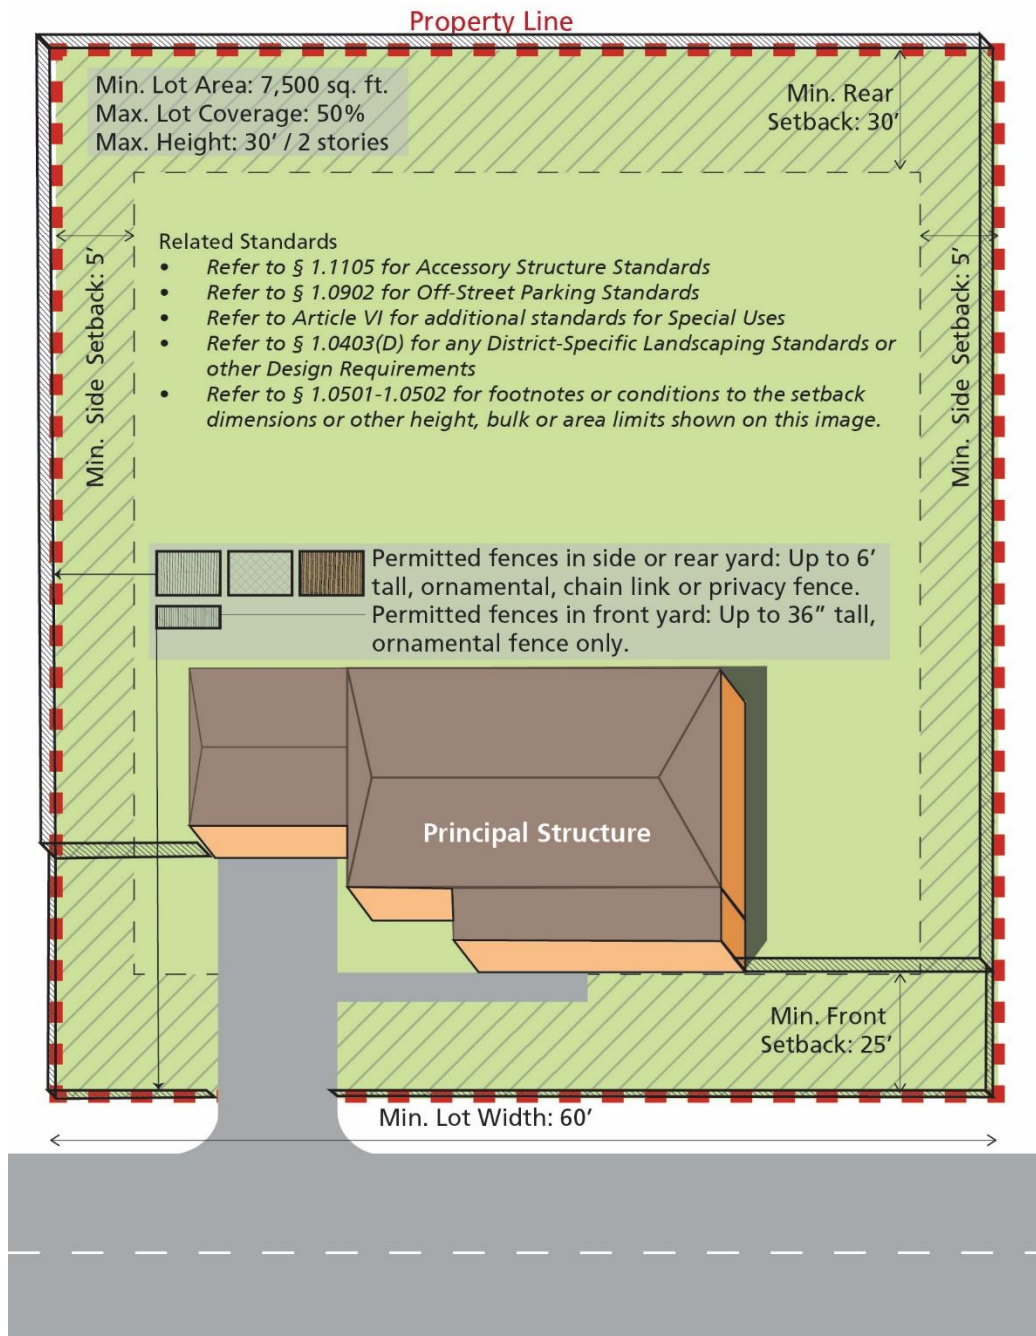 Property Line
Min. Lot Area: 7,500 sq. ft.
Max. Lot Coverage: 50%
Max. Height: 30’ / 2 stories
Min. Rear
Setback: 30’
Min. Side Setback: 5’
Related Standards
• Refer to § 1.1105 for Accessory Structure Standards
• Refer to § 1.0902 for Off-Street Parking Standards
• Refer to Article VI for additional standards for Special Uses
• Refer to § 1.0403(D) for any District-Specific Landscaping Standards or
other Design Requirements
• Refer to § 1.0501-1.0502 for footnotes or conditions to the setback
dimensions or other height, bulk or area limits shown on this image.
Min. Side Setback: 5’
Permitted fences in side or rear yard: Up to 6’
tall, ornamental, chain link or privacy fence.
Permitted fences in front yard: Up to 36” tall,
ornamental fence only.
Principal Structure
Min. Front
Setback: 25’
Min. Lot Width: 60’